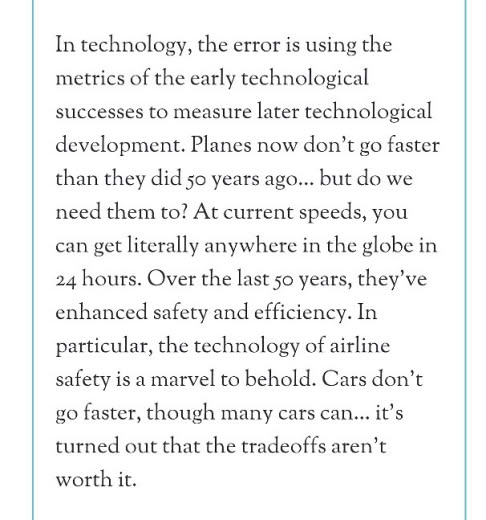 In technology, the error is using the
metrics of the early technological
successes to measure later technological
development. Planes now don't go faster
than they did 50 years ago... but do we
need them to? At current speeds, you
can get literally anywhere in the globe in
24 hours. Over the last 50 years, they've
enhanced safety and efficiency. In
particular, the technology of airline
safety is a marvel to behold. Cars don't
go faster, though many cars can... it's
turned out that the tradeoffs aren't
worth it.